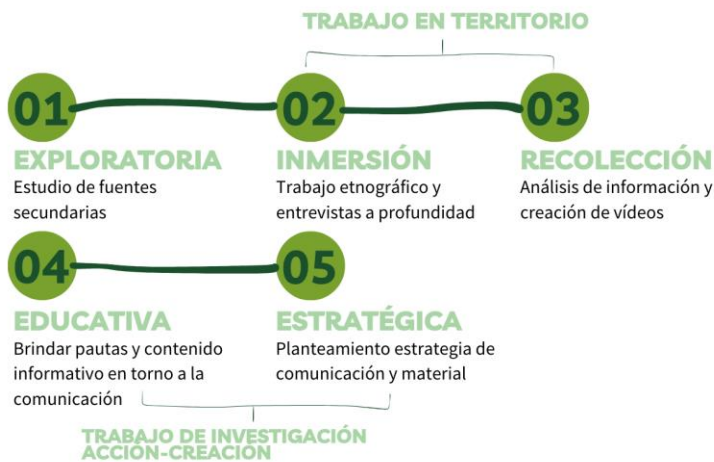 TRABAJO EN TERRITORIO
01
02
03
EXPLORATORIA
Estudio de fuentes
secundarias
INMERSIÓN
Trabajo etnográfico y
entrevistas a profundidad
RECOLECCIÓN
Análisis de información y
creación de vídeos
04
05
EDUCATIVA
Brindar pautas y contenido
informativo en torno a la
comunicación
ESTRATÉGICA
Planteamiento estrategia de
comunicación y material
TRABAJO DE INVESTIGACIÓN
ACCIÓN-CREACIÓN